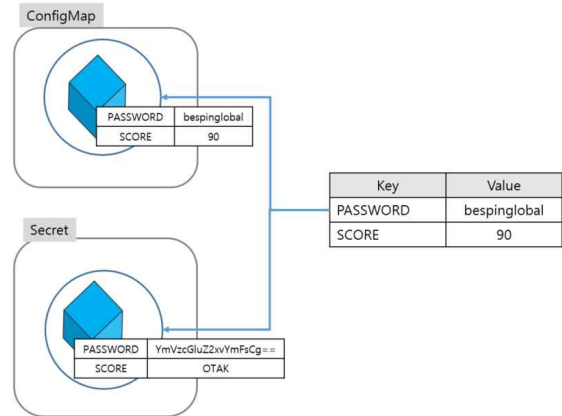 ConfigMap
PASSWORD bespinglobal
SCORE 90
Key Value
PASSWORD bespinglobal
SCORE 90
Secret
PASSWORD YmVzcGluZ2xvYmFsCg==
SCORE OTAK